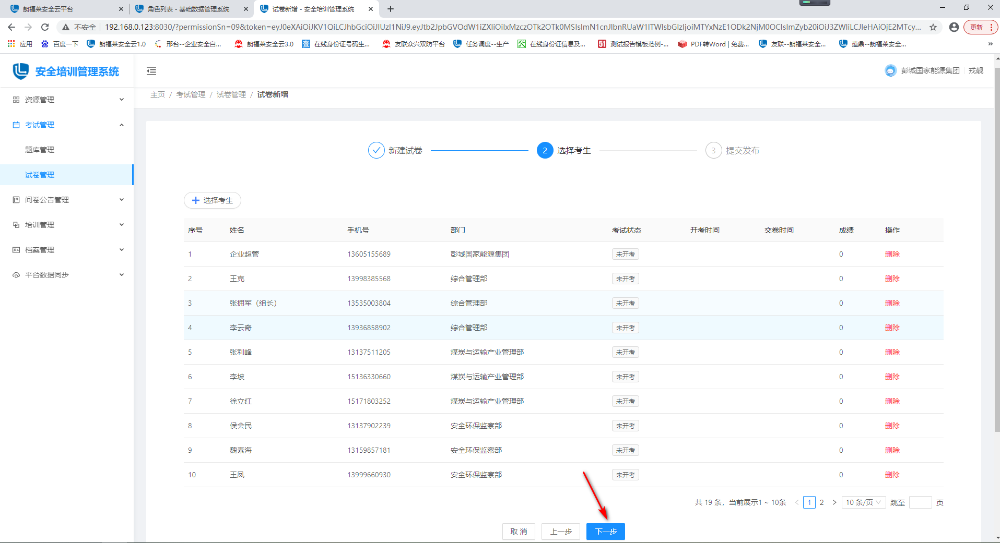 朗福莱安全云平台
角色列表 - 基础数据管理系统
试卷新增 - 安全培训管理系统
不安全
192.168.0.123:8030/?permissionSn=09&token=eyJ0eXAiOiJKV1QiLCJhbGciOiJIUzI1NiJ9.eyJtb2JpbGVOdW1iZXIiOiIxMzczOTk2OTk0MSIsImN1cnJlbnRUaW1lTWlsbGlzIjoiMTYxNzE1ODk2NjM0OCIsImZyb20iOiJ3ZWIiLCJleHAiOjE2MTcy...
更新
应用
百度一下
朗福莱安全云1.0
邢台--企业安全自...
朗福莱安全云3.0
查
在线身份证号码生...
友联众兴双防平台
任务调度--生产
在线身份证信息及...
51
测试报告模板范例-...
PDF转Word | 免费...
友联--朗福莱安全...
蕴鼎--朗福莱安全...
»
安全培训管理系统
彭城国家能源集团
戎靓
主页 / 考试管理 / 试卷管理 / 试卷新增
资源管理
考试管理
题库管理
试卷管理
问卷公告管理
培训管理
档案管理
平台数据同步
新建试卷
2 选择考生
3 提交发布
+ 选择考生
序号 姓名 手机号 部门 考试状态 开考时间 交卷时间 成绩 操作
1 企业超管 13605155689 彭城国家能源集团 未开考 0 删除
2 王克 13998385568 综合管理部 未开考 0 删除
3 张拥军（组长） 13535003804 综合管理部 未开考 0 删除
4 李云奇 13936858902 综合管理部 未开考 0 删除
5 张利峰 13137511205 煤炭与运输产业管理部 未开考 0 删除
6 李坡 15136330660 煤炭与运输产业管理部 未开考 0 删除
7 徐立红 15171803252 煤炭与运输产业管理部 未开考 0 删除
8 侯会民 13137902239 安全环保监察部 未开考 0 删除
9 魏素海 13159857181 安全环保监察部 未开考 0 删除
10 王凤 13999660930 安全环保监察部 未开考 0 删除
共 19 条，当前展示1 ~ 10条 < 1 2 > 10 条/页 跳至 页
取 消
上一步
下一步